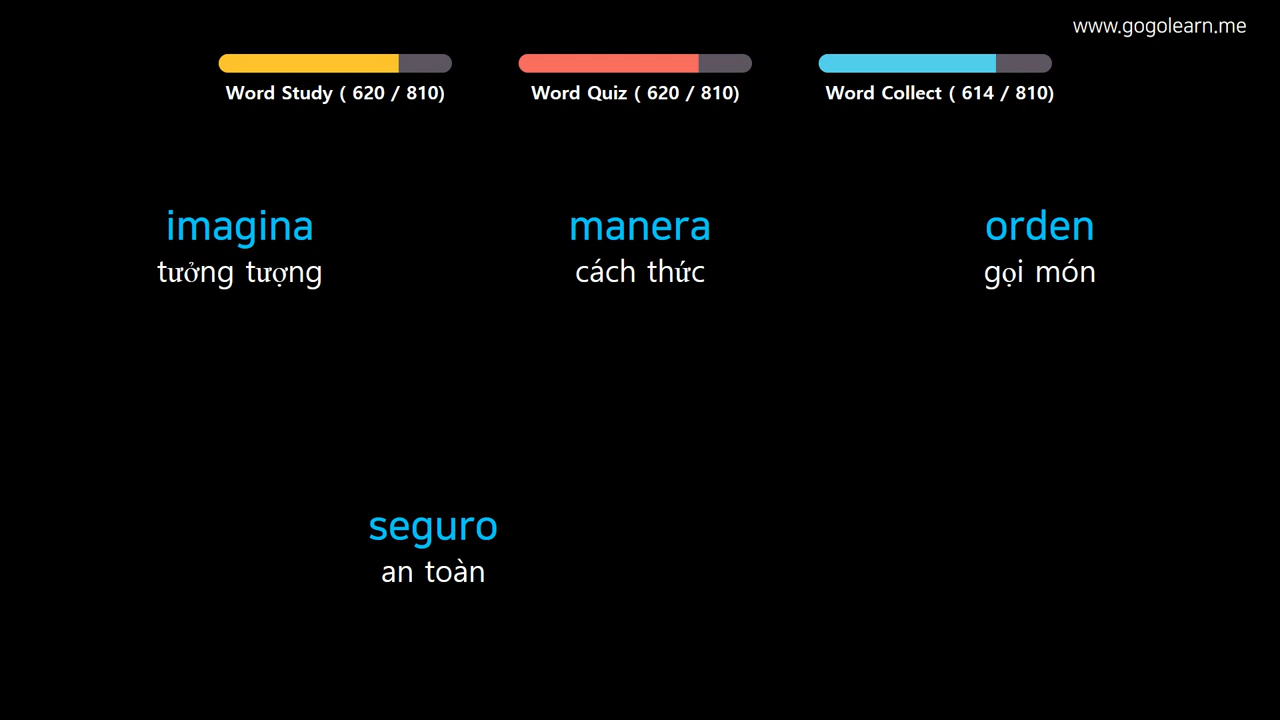 www.gogolearn.me
Word Study ( 620 / 810)
Word Quiz ( 620 / 810)
Word Collect ( 614 / 810)
imagina
tưởng tượng
manera
cách thức
orden
gọi món
seguro
an toàn